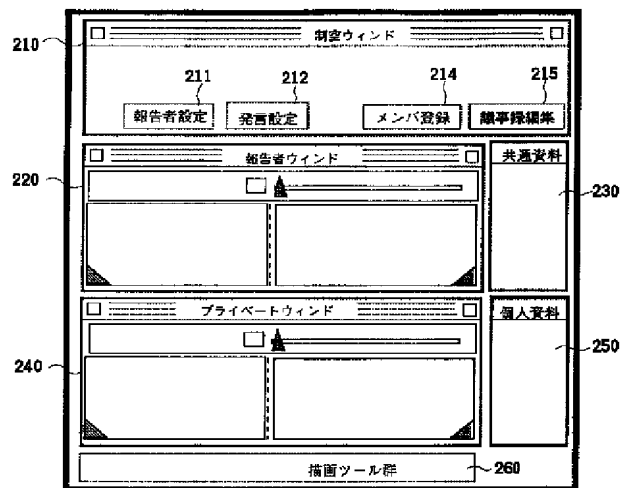 210
制空ウィンド
211
212
214
215
報告者設定
発言設定
メンバ登録
議事録編集
220
報告者ウィンド
共通資料
230
240
プライベートウィンド
個人資料
250
描画ツール群
260